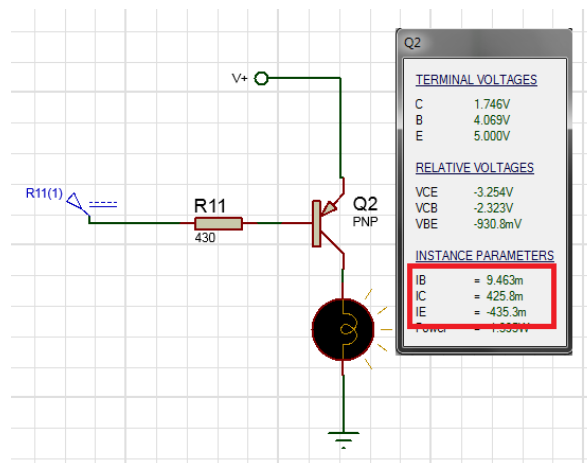 V+
R11(1)
R11
430
Q2
PNP
Q2
TERMINAL VOLTAGES
C 1.746V
B 4.069V
E 5.000V
RELATIVE VOLTAGES
VCE -3.254V
VCB -2.323V
VBE -930.8mV
INSTANCE PARAMETERS
IB = 9.463m
IC = 425.8m
IE = -435.3m
Power